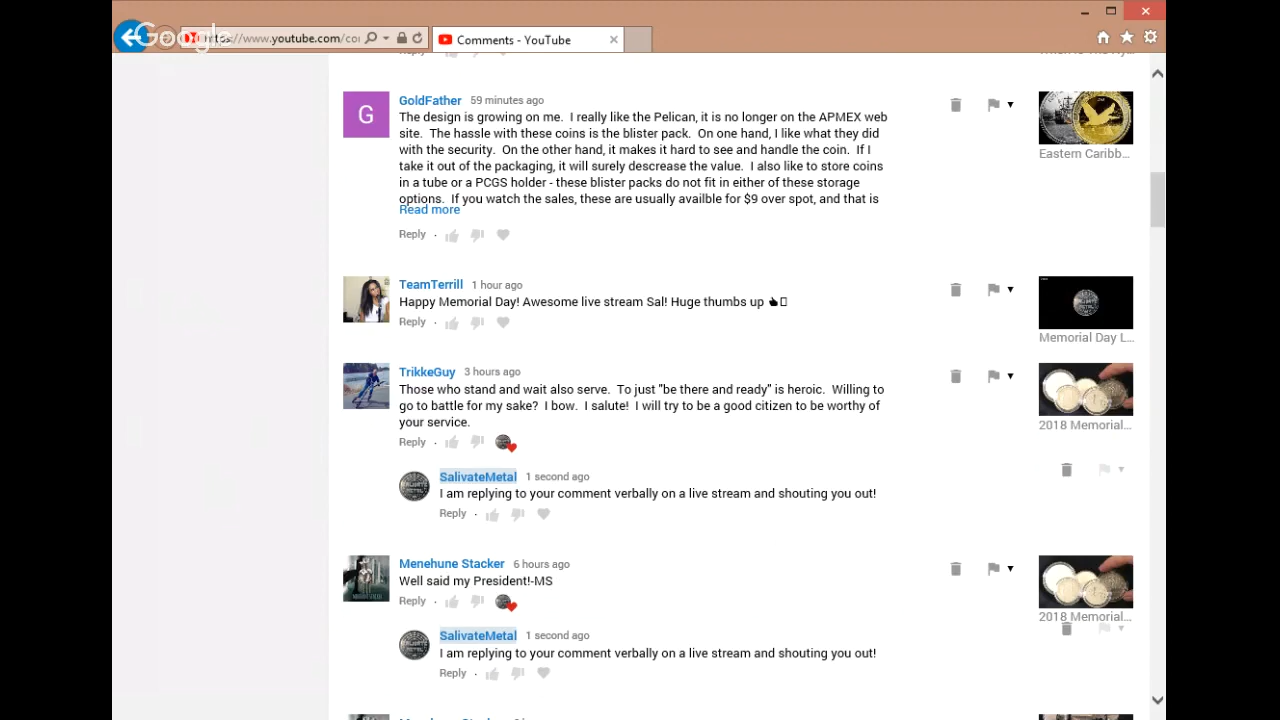 Google
https://www.youtube.com/co
Comments - YouTube
GoldFather 59 minutes ago
The design is growing on me. I really like the Pelican, it is no longer on the APMEX web
site. The hassle with these coins is the blister pack. On one hand, I like what they did
with the security. On the other hand, it makes it hard to see and handle the coin. If I
take it out of the packaging, it will surely descrease the value. I also like to store coins
in a tube or a PCGS holder - these blister packs do not fit in either of these storage
options. If you watch the sales, these are usually availble for $9 over spot, and that is
Read more
Reply
G
Eastern Caribb...
TeamTerrill 1 hour ago
Happy Memorial Day! Awesome live stream Sal! Huge thumbs up
Reply
Memorial Day L...
TrikkeGuy 3 hours ago
Those who stand and wait also serve. To just "be there and ready" is heroic. Willing to
go to battle for my sake? I bow. I salute! I will try to be a good citizen to be worthy of
your service.
Reply
2018 Memorial...
SalivateMetal 1 second ago
I am replying to your comment verbally on a live stream and shouting you out!
Reply
Menehune Stacker 6 hours ago
Well said my President!-MS
Reply
2018 Memorial...
SalivateMetal 1 second ago
I am replying to your comment verbally on a live stream and shouting you out!
Reply